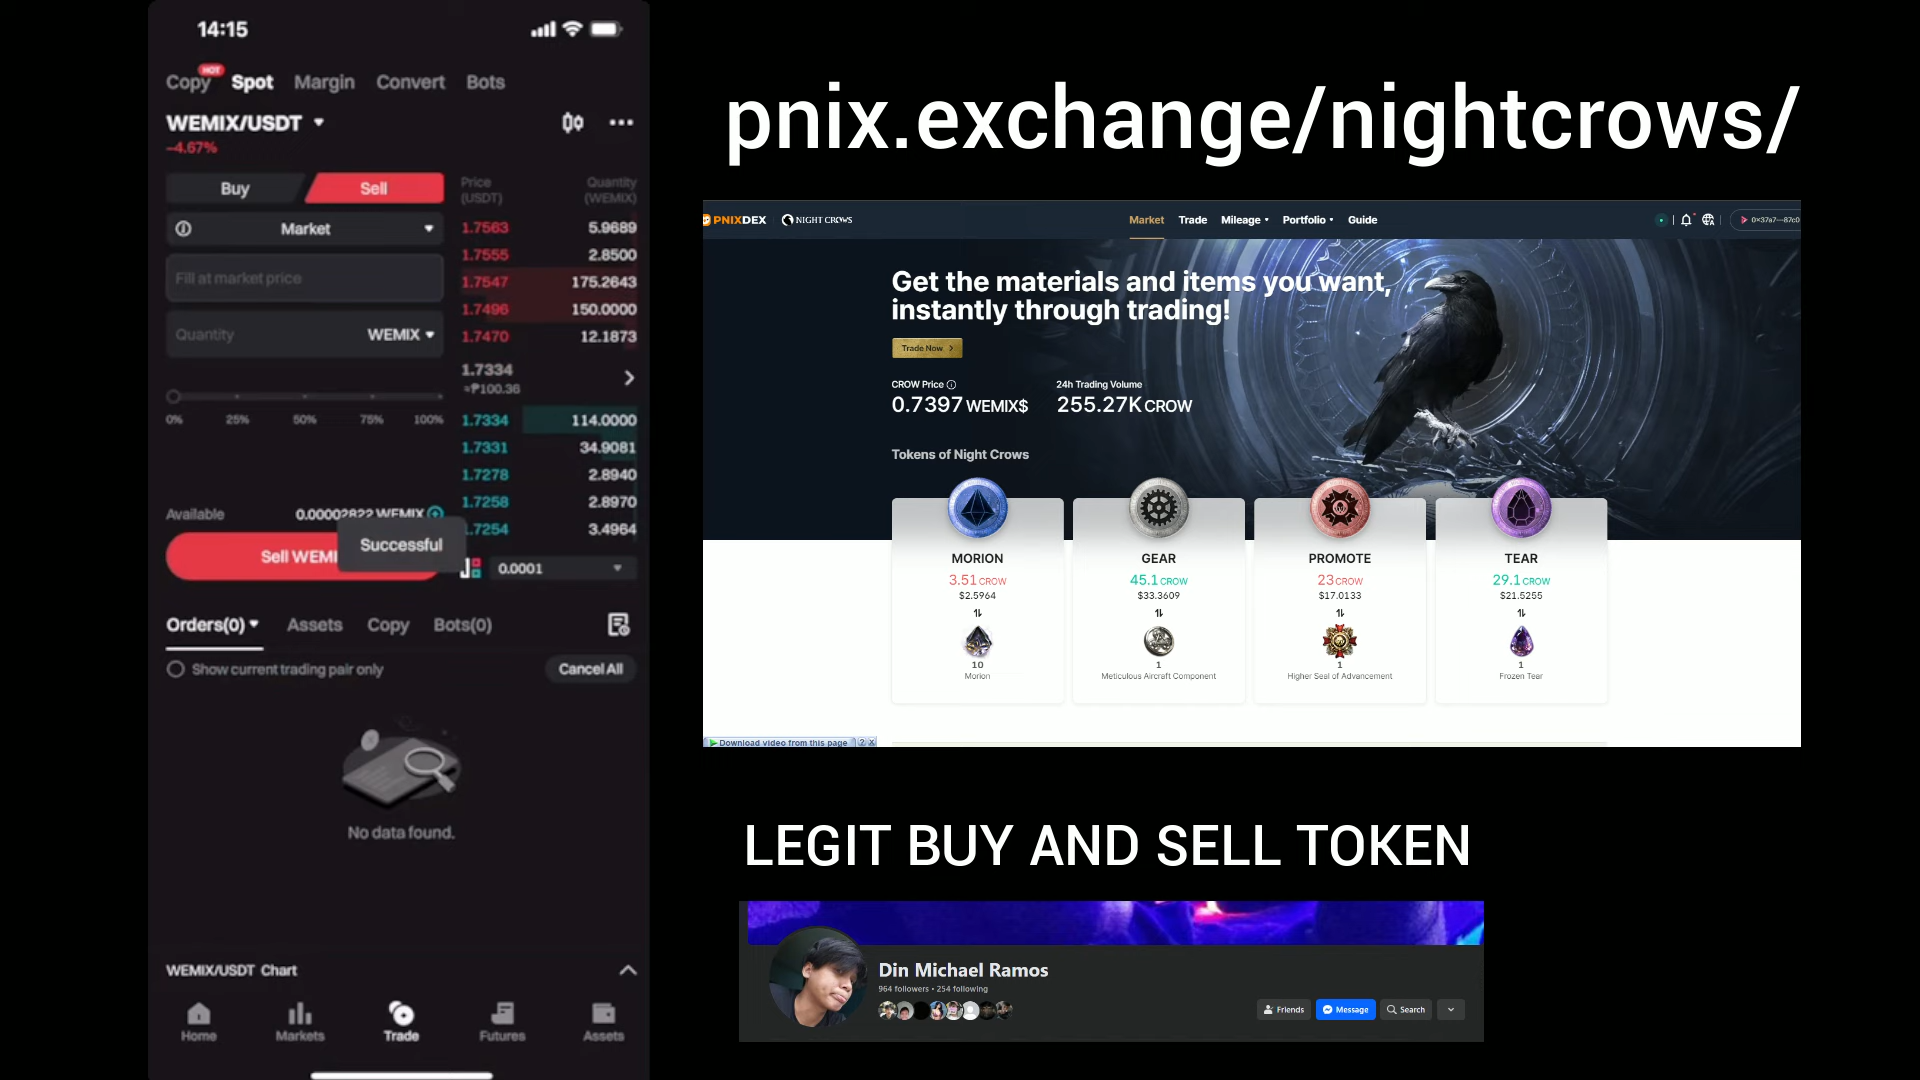 14:15
Copy HOT Spot Margin Convert Bots
WEMIX/USDT
-4.67%
Buy Sell
Price (USDT) Quantity (WEMIX)
Market
Fill at market price
Quantity WEMIX
1.7563 5.9689
1.7555 2.8500
1.7547 175.2643
1.7496 150.0000
1.7470 12.1873
1.7334
≈₱100.36
1.7334 114.0000
1.7331 34.9081
1.7278 2.8940
1.7258 2.8970
1.7254 3.4964
0% 25% 50% 75% 100%
Available 0.00002822 WEMIX
Sell WEMI
Successful
0.0001
Orders(0) Assets Copy Bots(0)
Show current trading pair only Cancel All
No data found.
WEMIX/USDT Chart
Home Markets Trade Futures Assets
pnix.exchange/nightcrows/
PNIXDEX NIGHT CROWS Market Trade Mileage Portfolio Guide 0x37a7...87c0
Get the materials and items you want,
instantly through trading!
Trade Now >
CROW Price 24h Trading Volume
0.7397 WEMIX$ 255.27K CROW
Tokens of Night Crows
MORION GEAR PROMOTE TEAR
3.51 CROW 45.1 CROW 23 CROW 29.1 CROW
$2.5964 $33.3609 $17.0133 $21.5255
10 1 1 1
Morion Meticulous Aircraft Component Higher Seal of Advancement Frozen Tear
Download video from this page ? X
LEGIT BUY AND SELL TOKEN
Din Michael Ramos
964 followers • 254 following
Friends Message Search